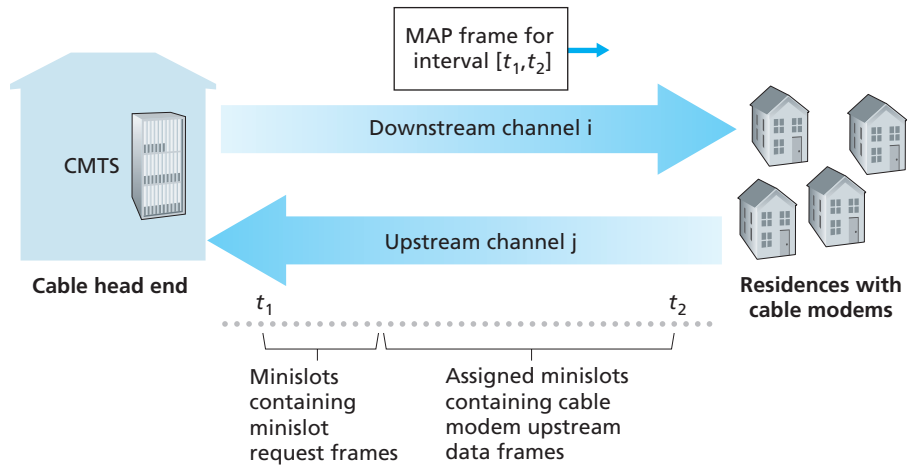 MAP frame for
interval [t₁,t₂]
Downstream channel i
CMTS
Upstream channel j
Cable head end
Residences with
cable modems
t₁
t₂
Minislots
containing
minislot
request frames
Assigned minislots
containing cable
modem upstream
data frames